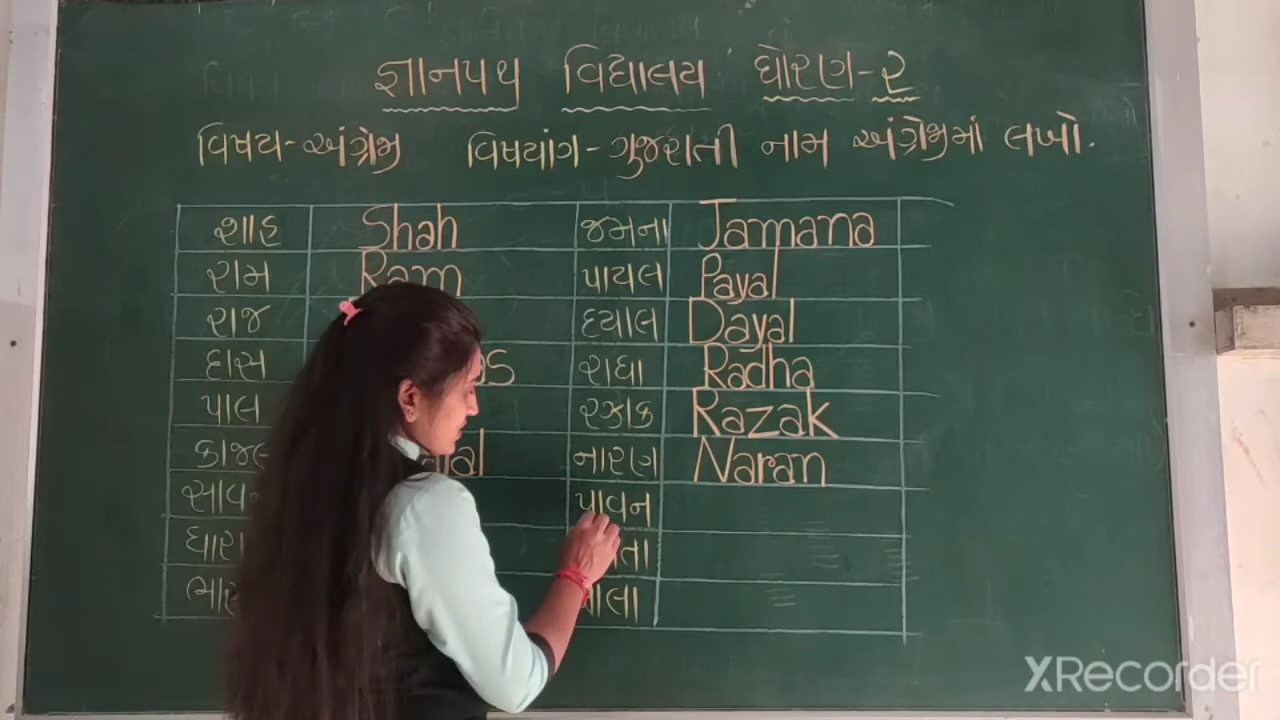 જ્ઞાનપથ વિદ્યાલય ધોરણ-૨
વિષય-અંગ્રેજી વિષયાંગ-ગુજરાતી નામ અંગ્રેજીમાં લખો.
શાહ Shah જમના Jamana
રામ Ram પાયલ Payal
રાજ દયાલ Dayal
દાસ રાધા Radha
પાલ રઝાક Razak
નારણ Naran
પાવન
XRecorder